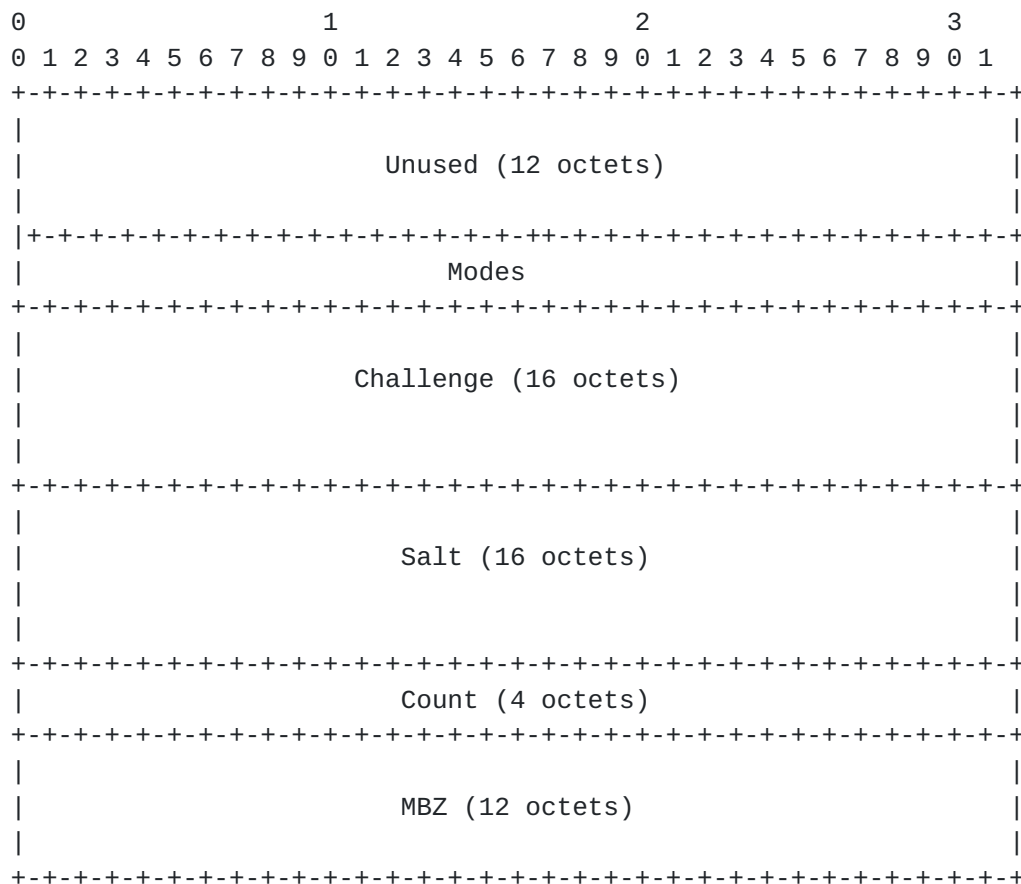 0                   1                   2                   3
0 1 2 3 4 5 6 7 8 9 0 1 2 3 4 5 6 7 8 9 0 1 2 3 4 5 6 7 8 9 0 1
+-+-+-+-+-+-+-+-+-+-+-+-+-+-+-+-+-+-+-+-+-+-+-+-+-+-+-+-+-+-+-+-+
|                                                               |
|                       Unused (12 octets)                      |
|                                                               |
|+-+-+-+-+-+-+-+-+-+-+-+-+-+-+-+-++-+-+-+-+-+-+-+-+-+-+-+-+-+-+-+
|                           Modes                               |
+-+-+-+-+-+-+-+-+-+-+-+-+-+-+-+-+-+-+-+-+-+-+-+-+-+-+-+-+-+-+-+-+
|                                                               |
|                     Challenge (16 octets)                     |
|                                                               |
|                                                               |
+-+-+-+-+-+-+-+-+-+-+-+-+-+-+-+-+-+-+-+-+-+-+-+-+-+-+-+-+-+-+-+-+
|                                                               |
|                        Salt (16 octets)                       |
|                                                               |
|                                                               |
+-+-+-+-+-+-+-+-+-+-+-+-+-+-+-+-+-+-+-+-+-+-+-+-+-+-+-+-+-+-+-+-+
|                        Count (4 octets)                       |
+-+-+-+-+-+-+-+-+-+-+-+-+-+-+-+-+-+-+-+-+-+-+-+-+-+-+-+-+-+-+-+-+
|                                                               |
|                        MBZ (12 octets)                        |
|                                                               |
+-+-+-+-+-+-+-+-+-+-+-+-+-+-+-+-+-+-+-+-+-+-+-+-+-+-+-+-+-+-+-+-+